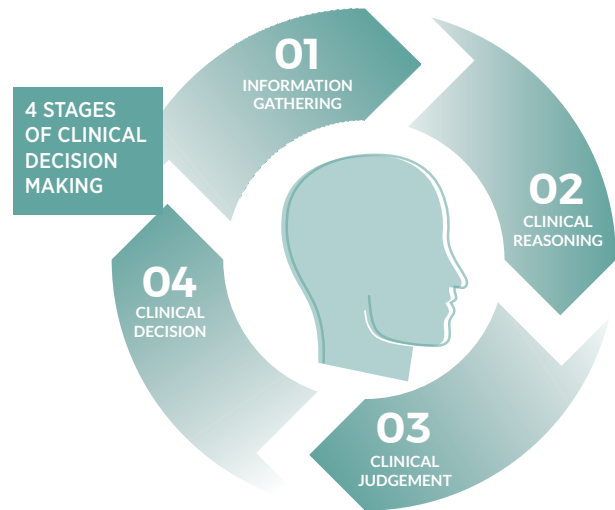 4 STAGES
OF CLINICAL
DECISION
MAKING
01
INFORMATION
GATHERING
02
CLINICAL
REASONING
03
CLINICAL
JUDGEMENT
04
CLINICAL
DECISION